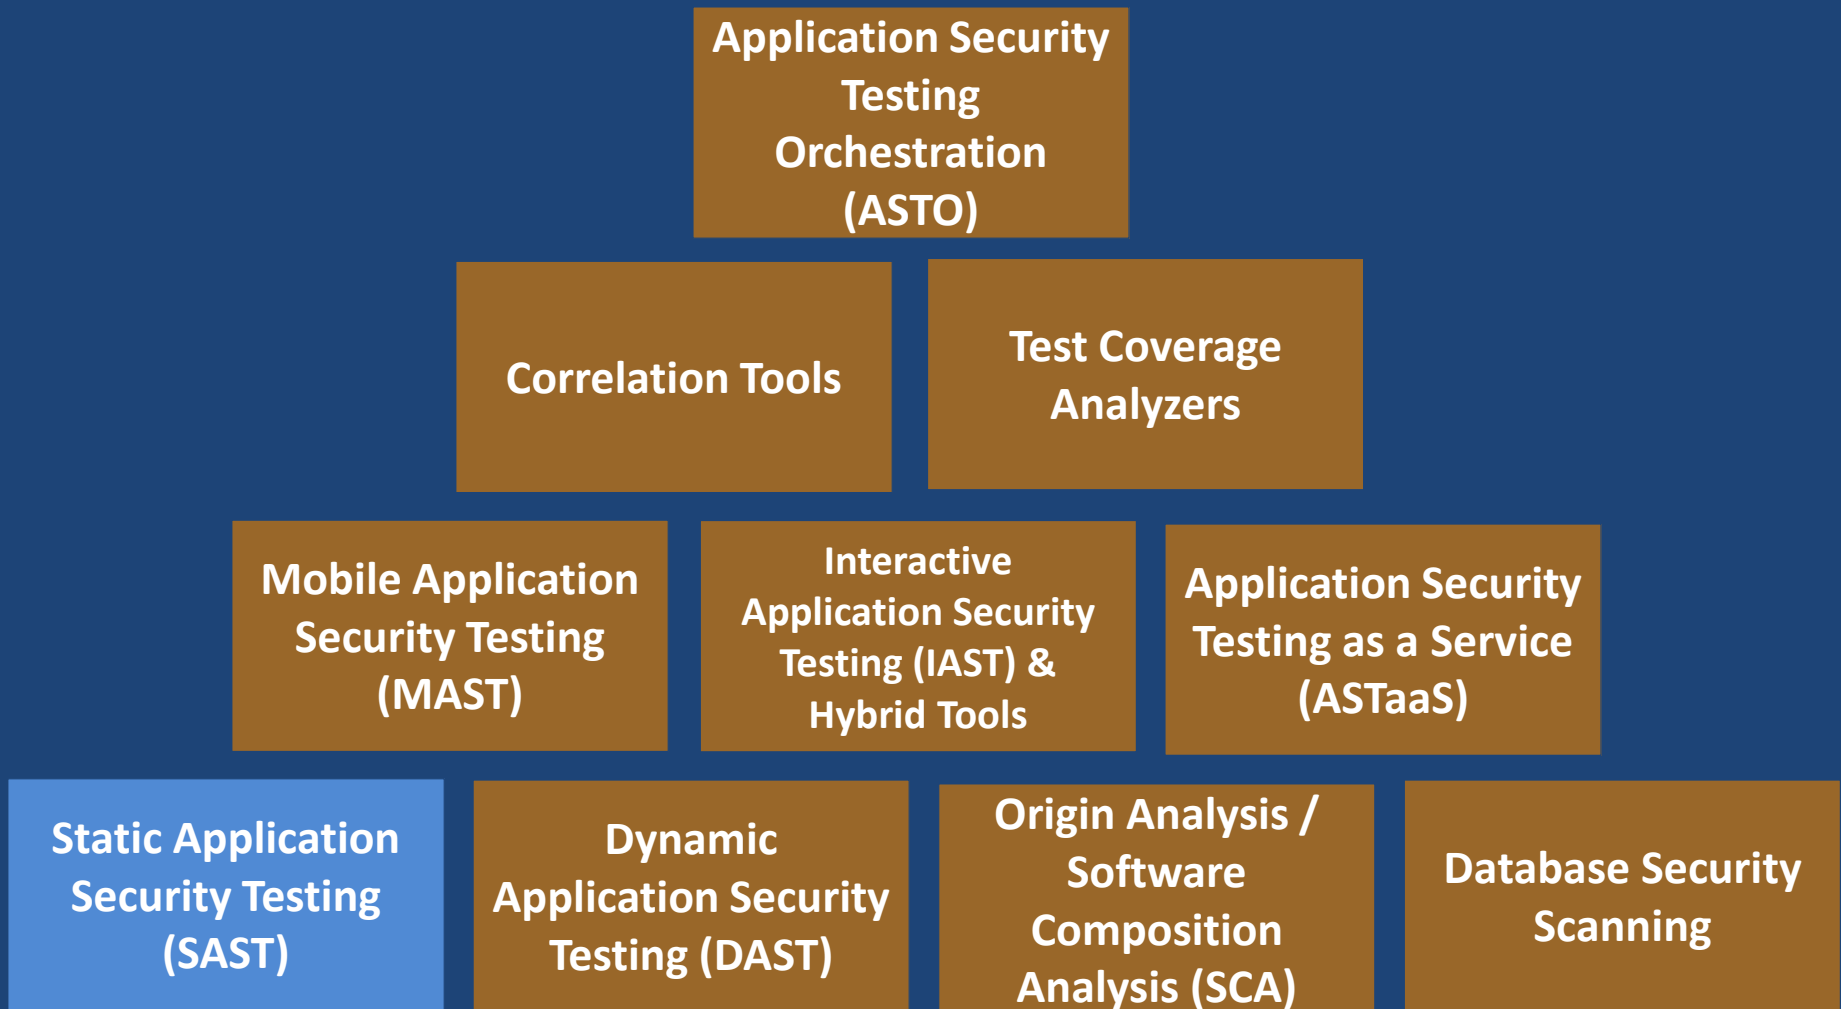 Application Security
Testing
Orchestration
(ASTO)
Correlation Tools
Test Coverage
Analyzers
Mobile Application
Security Testing
(MAST)
Interactive
Application Security
Testing (IAST) &
Hybrid Tools
Application Security
Testing as a Service
(ASTaaS)
Static Application
Security Testing
(SAST)
Dynamic
Application Security
Testing (DAST)
Origin Analysis /
Software
Composition
Analysis (SCA)
Database Security
Scanning